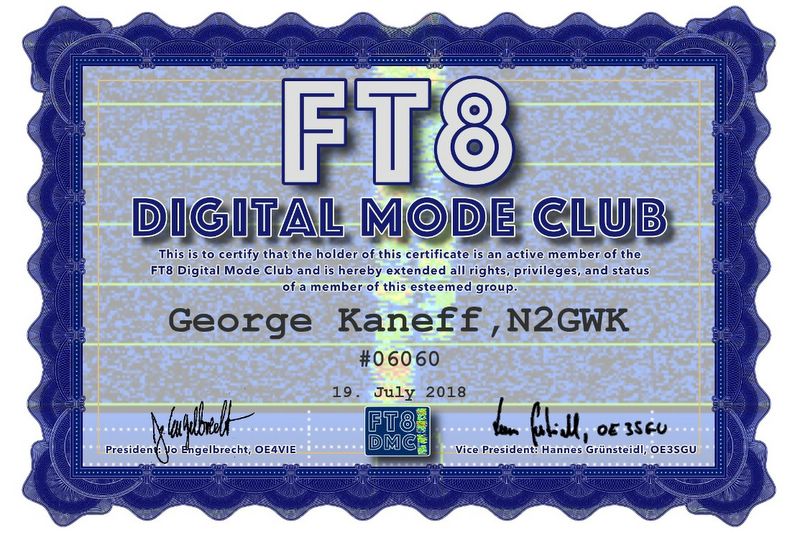 FT8
DIGITAL MODE CLUB
This is to certify that the holder of this certificate is an active member of the
FT8 Digital Mode Club and is hereby extended all rights, privileges, and status
of a member of this esteemed group.
George Kaneff,N2GWK
#06060
19. July 2018
FT8
DMC
OE3SGU
President: Jo Engelbrecht, OE4VIE
Vice President: Hannes Grünsteidl, OE3SGU